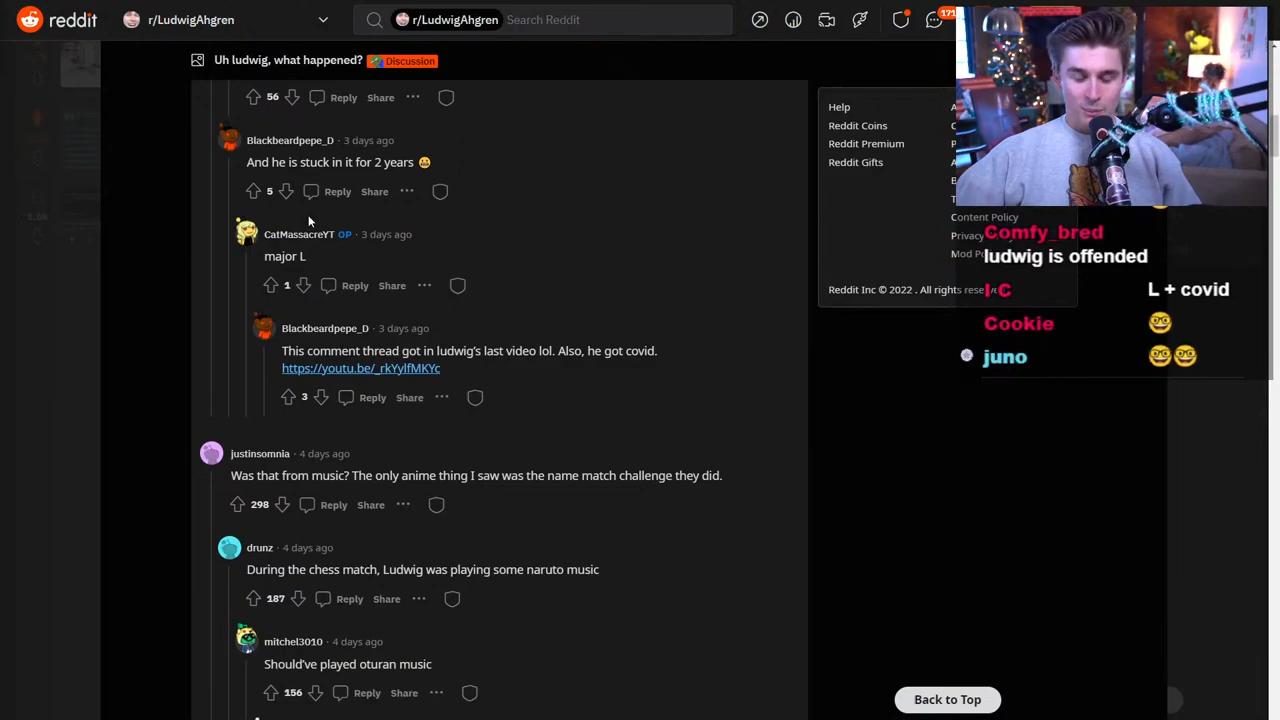 reddit
r/LudwigAhgren
r/LudwigAhgren
Search Reddit
171
Uh ludwig, what happened?
Discussion
56
Reply
Share
Blackbeardpepe_D · 3 days ago
And he is stuck in it for 2 years 😀
5
Reply
Share
CatMassacreYT OP · 3 days ago
major L
1
Reply
Share
Blackbeardpepe_D · 3 days ago
This comment thread got in ludwig's last video lol. Also, he got covid.
https://youtu.be/_rkYylfMKYc
3
Reply
Share
justinsomnia · 4 days ago
Was that from music? The only anime thing I saw was the name match challenge they did.
298
Reply
Share
drunz · 4 days ago
During the chess match, Ludwig was playing some naruto music
187
Reply
Share
mitchel3010 · 4 days ago
Should've played oturan music
156
Reply
Share
Help
Reddit Coins
Reddit Premium
Reddit Gifts
Content Policy
Privacy
Mod Po
Reddit Inc © 2022 . All rights rese
Comfy_bred
ludwig is offended
I C
L + covid
Cookie
🤓
juno
🤓🤓
Back to Top